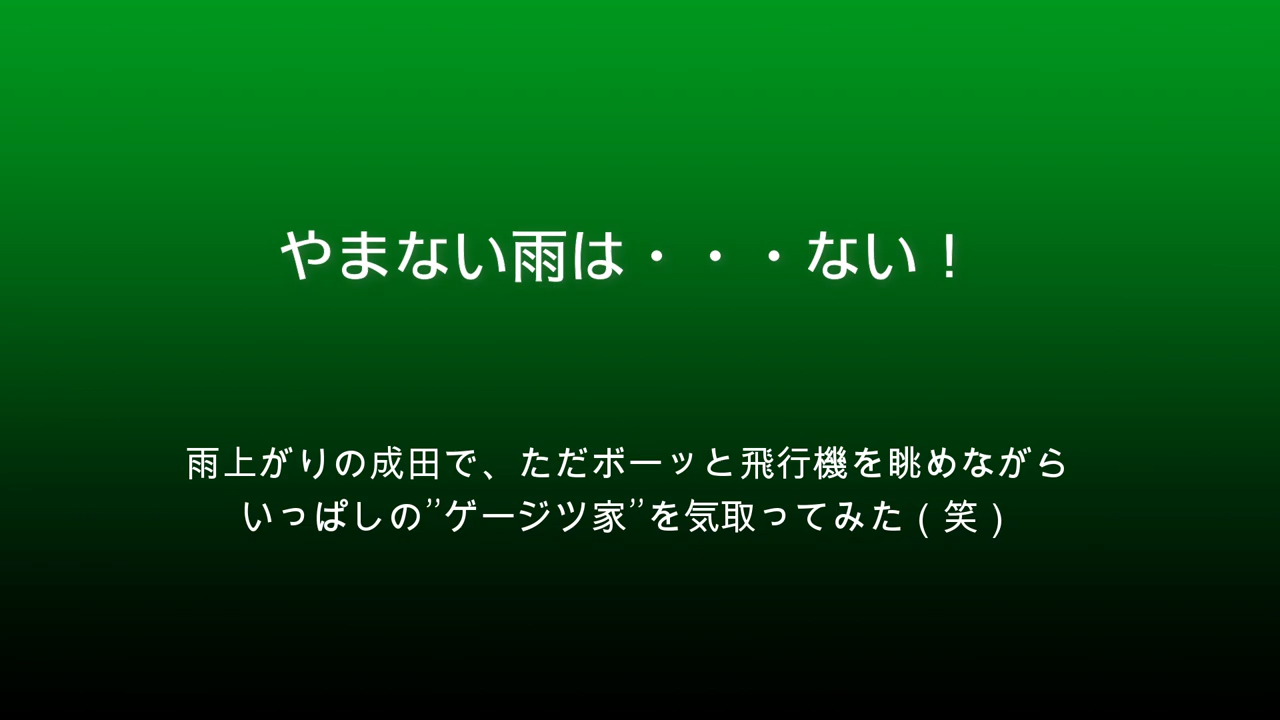 やまない雨は・・・ない！
雨上がりの成田で、ただボーッと飛行機を眺めながら
いっぱしの”ゲージツ家”を気取ってみた（笑）